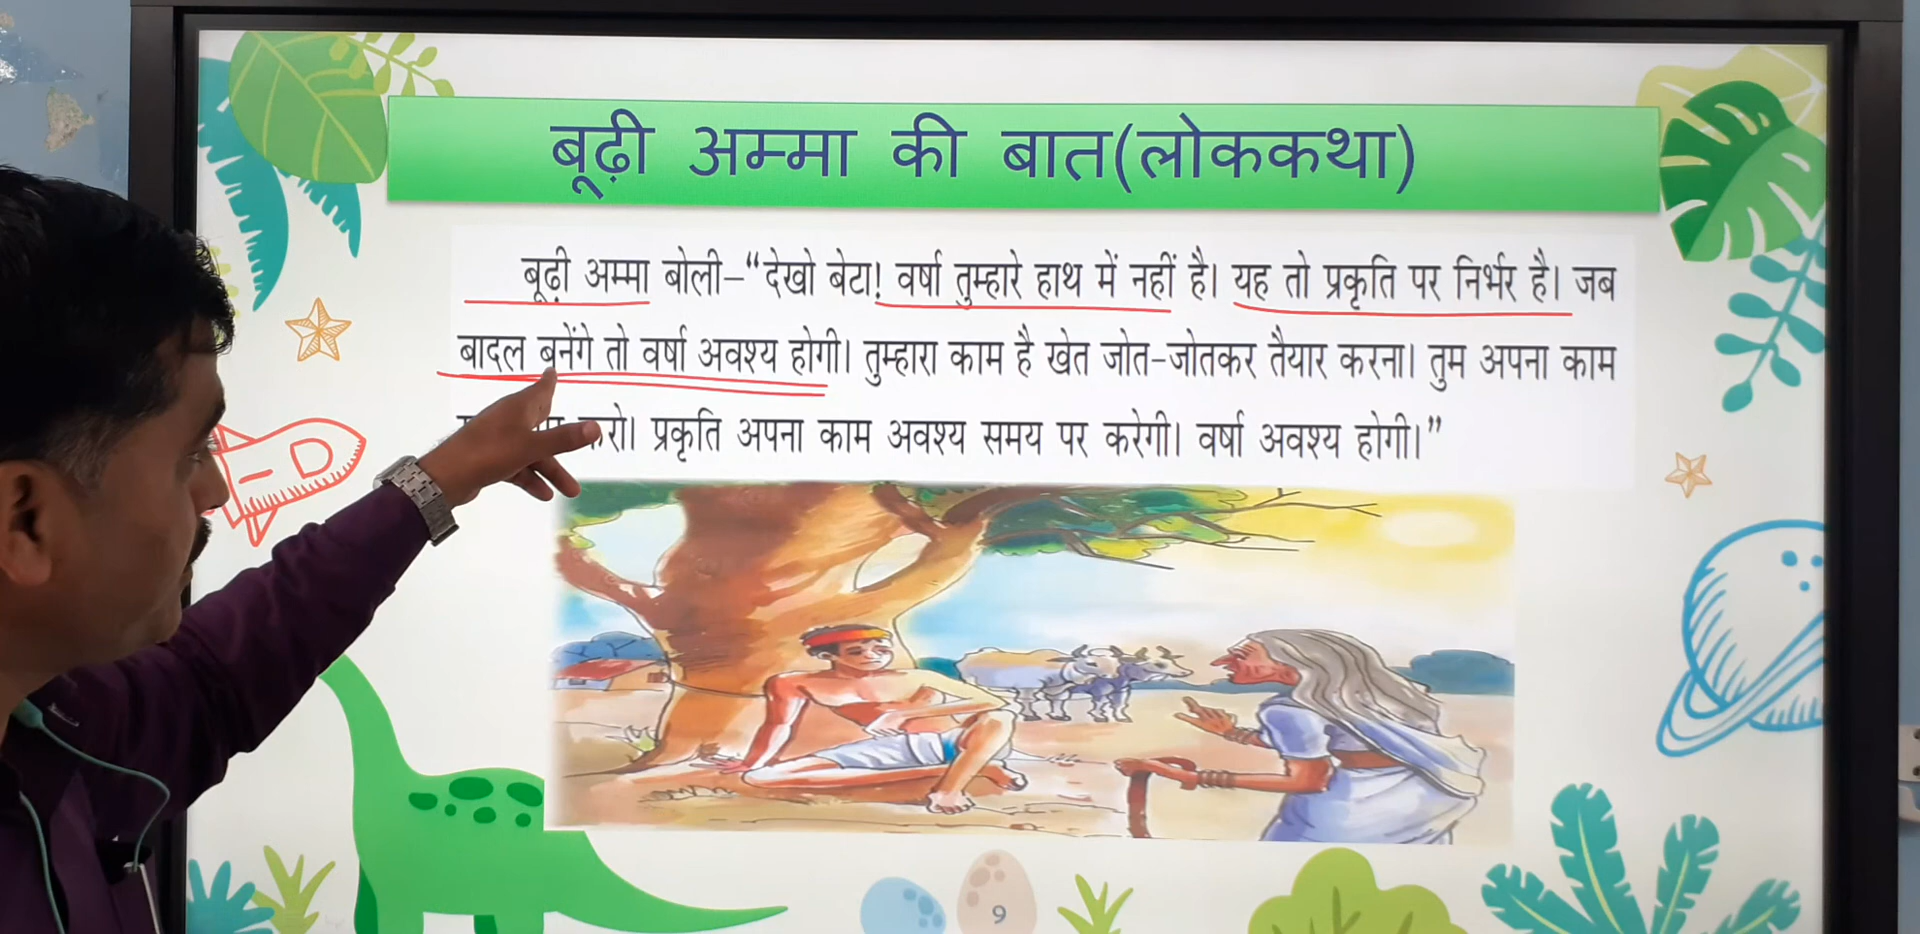 बूढ़ी अम्मा की बात(लोककथा)
बूढ़ी अम्मा बोली–“देखो बेटा! वर्षा तुम्हारे हाथ में नहीं है। यह तो प्रकृति पर निर्भर है। जब
बादल बनेंगे तो वर्षा अवश्य होगी। तुम्हारा काम है खेत जोत-जोतकर तैयार करना। तुम अपना काम
करो। प्रकृति अपना काम अवश्य समय पर करेगी। वर्षा अवश्य होगी।”
9